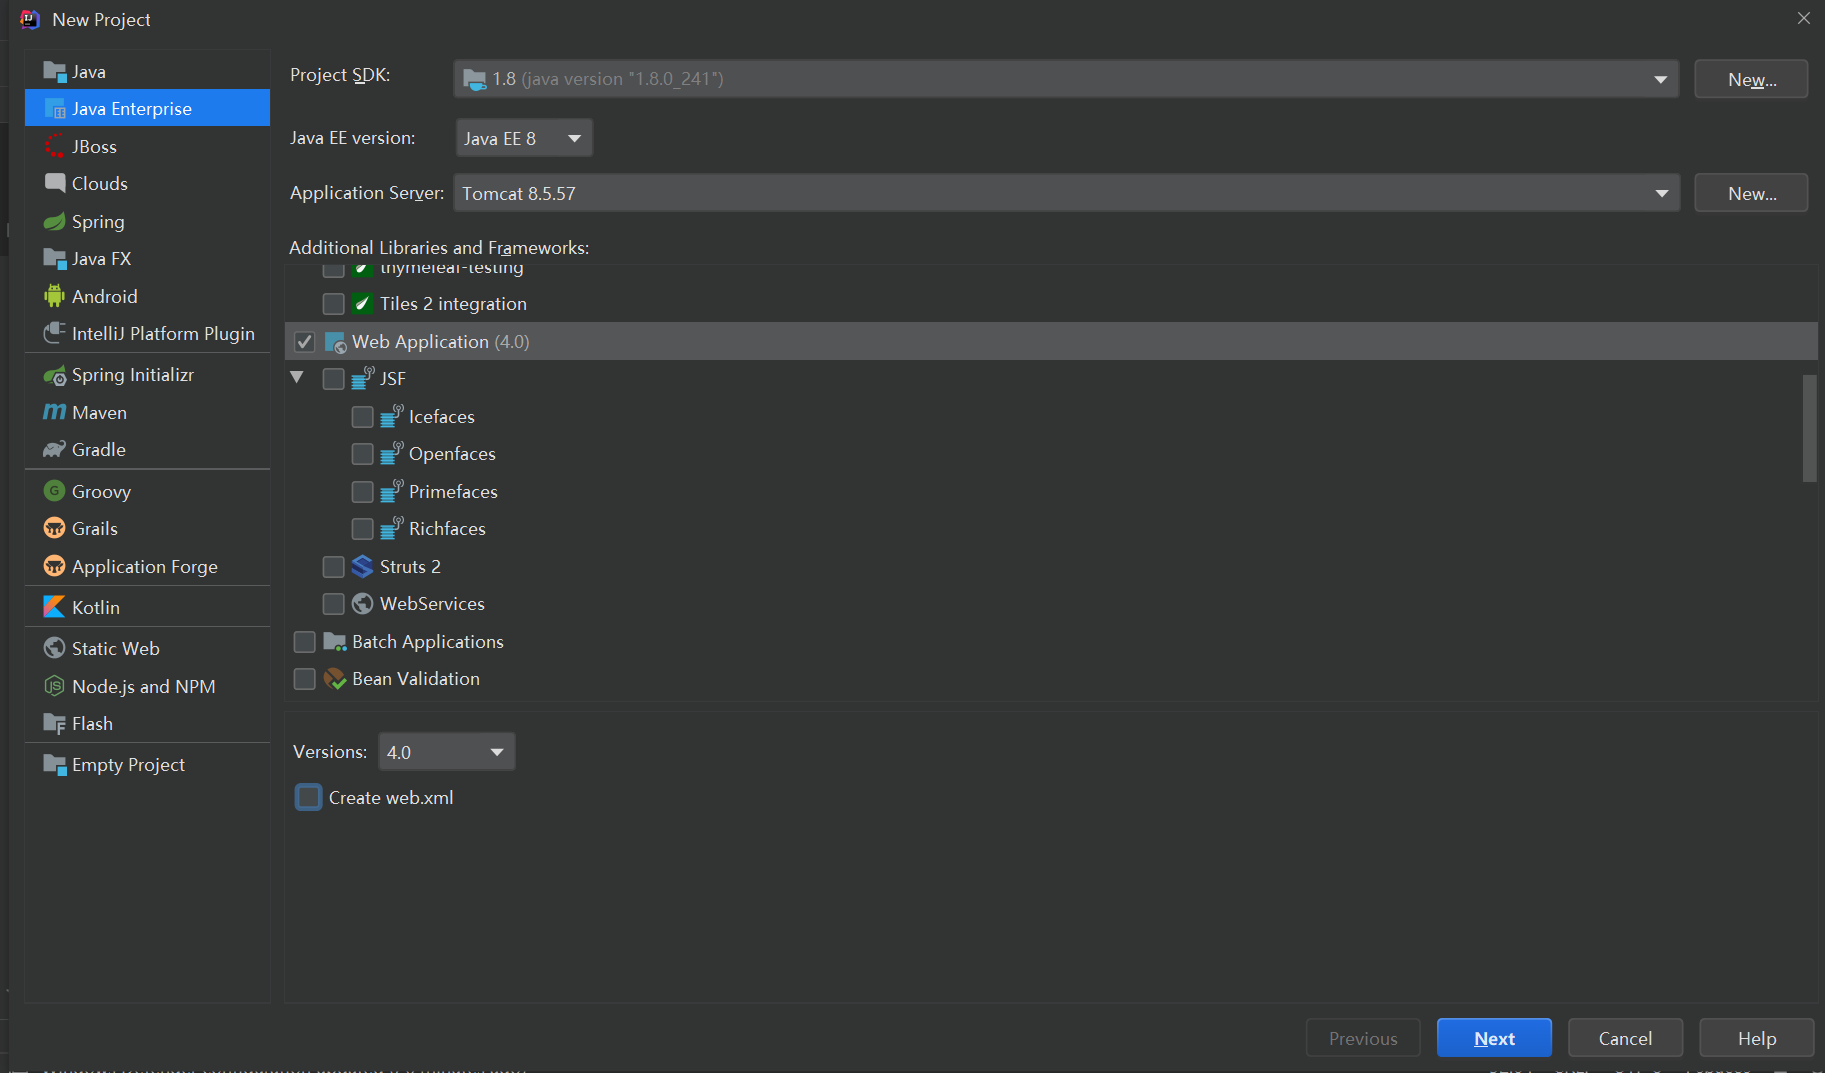 New Project
Java
Java Enterprise
JBoss
Clouds
Spring
Java FX
Android
IntelliJ Platform Plugin
Spring Initializr
Maven
Gradle
Groovy
Grails
Application Forge
Kotlin
Static Web
Node.js and NPM
Flash
Empty Project
Project SDK: 1.8 (java version "1.8.0_241") New...
Java EE version: Java EE 8
Application Server: Tomcat 8.5.57 New...
Additional Libraries and Frameworks:
thymeleaf-testing
Tiles 2 integration
Web Application (4.0)
JSF
Icefaces
Openfaces
Primefaces
Richfaces
Struts 2
WebServices
Batch Applications
Bean Validation
Versions: 4.0
Create web.xml
Previous Next Cancel Help